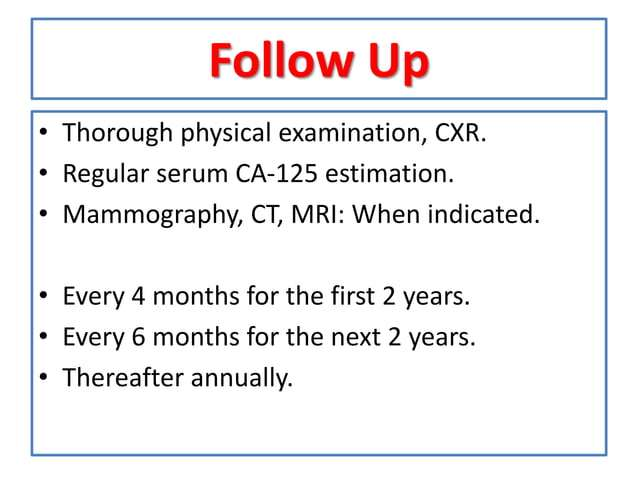 Follow Up
• Thorough physical examination, CXR.
• Regular serum CA-125 estimation.
• Mammography, CT, MRI: When indicated.
• Every 4 months for the first 2 years.
• Every 6 months for the next 2 years.
• Thereafter annually.